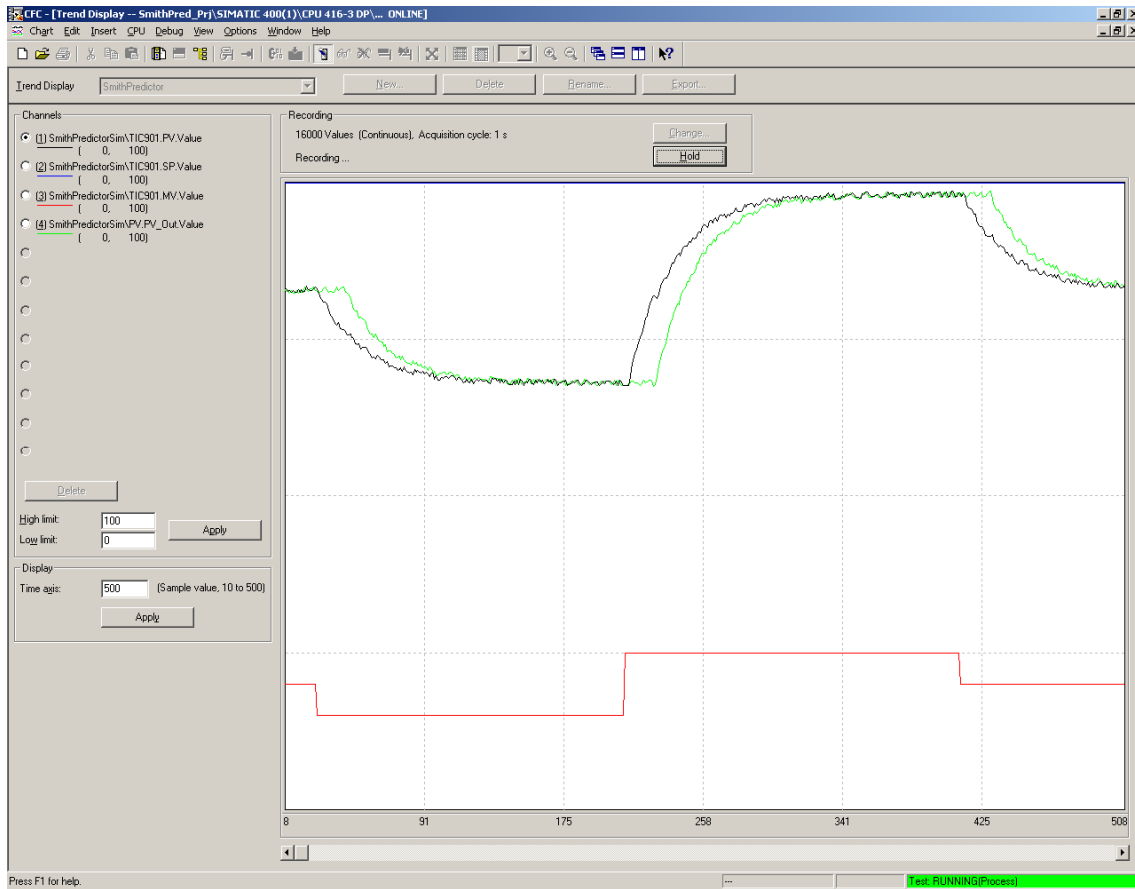 CFC - [Trend Display -- SmithPred_Prj\SIMATIC 400(1)\CPU 416-3 DP\... ONLINE]
Chart Edit Insert CPU Debug View Options Window Help
Trend Display SmithPredictor New... Delete Rename... Export...
Channels
(1) SmithPredictorSim\TIC901.PV.Value
( 0, 100)
(2) SmithPredictorSim\TIC901.SP.Value
( 0, 100)
(3) SmithPredictorSim\TIC901.MV.Value
( 0, 100)
(4) SmithPredictorSim\PV.PV_Out.Value
( 0, 100)
Delete
High limit: 100
Low limit: 0
Apply
Display
Time axis: 500 (Sample value, 10 to 500)
Apply
Recording
16000 Values (Continuous), Acquisition cycle: 1 s
Change...
Recording ...
Hold
8 91 175 258 341 425 508
Press F1 for help.
---
Test: RUNNING(Process)